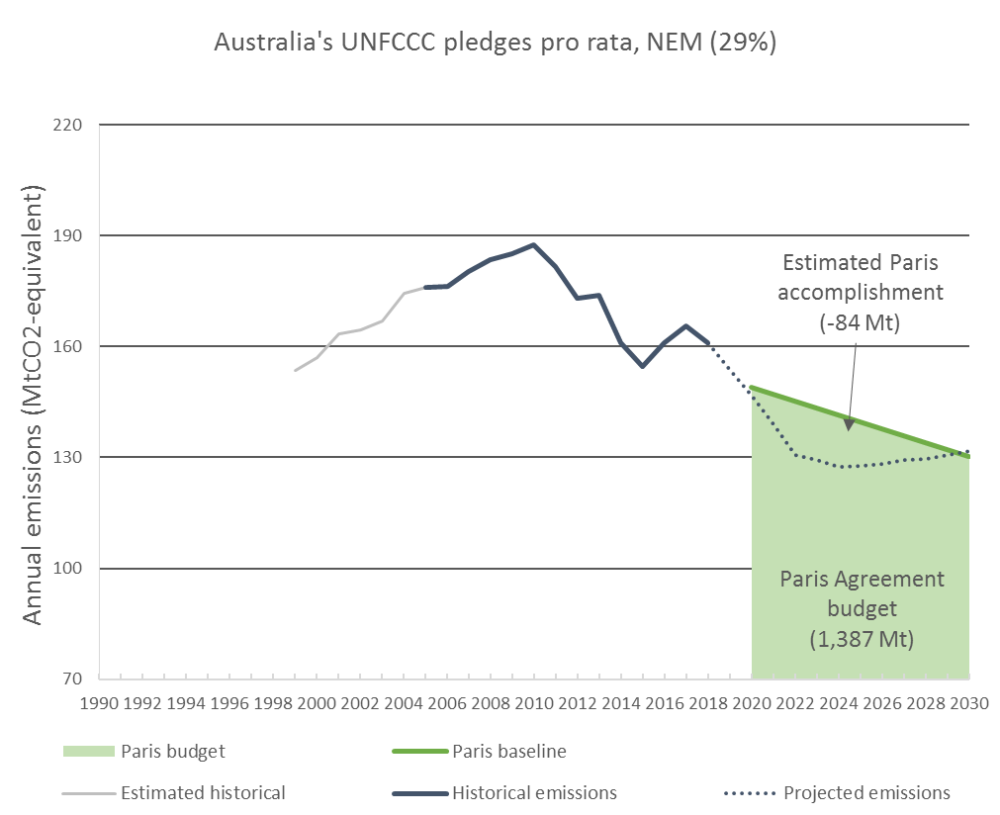 Australia's UNFCCC pledges pro rata, NEM (29%)
Annual emissions (MtCO2-equivalent)
220
190
160
130
100
70
Estimated Paris
accomplishment
(-84 Mt)
Paris Agreement
budget
(1,387 Mt)
1990 1992 1994 1996 1998 2000 2002 2004 2006 2008 2010 2012 2014 2016 2018 2020 2022 2024 2026 2028 2030
Paris budget
Paris baseline
Estimated historical
Historical emissions
Projected emissions